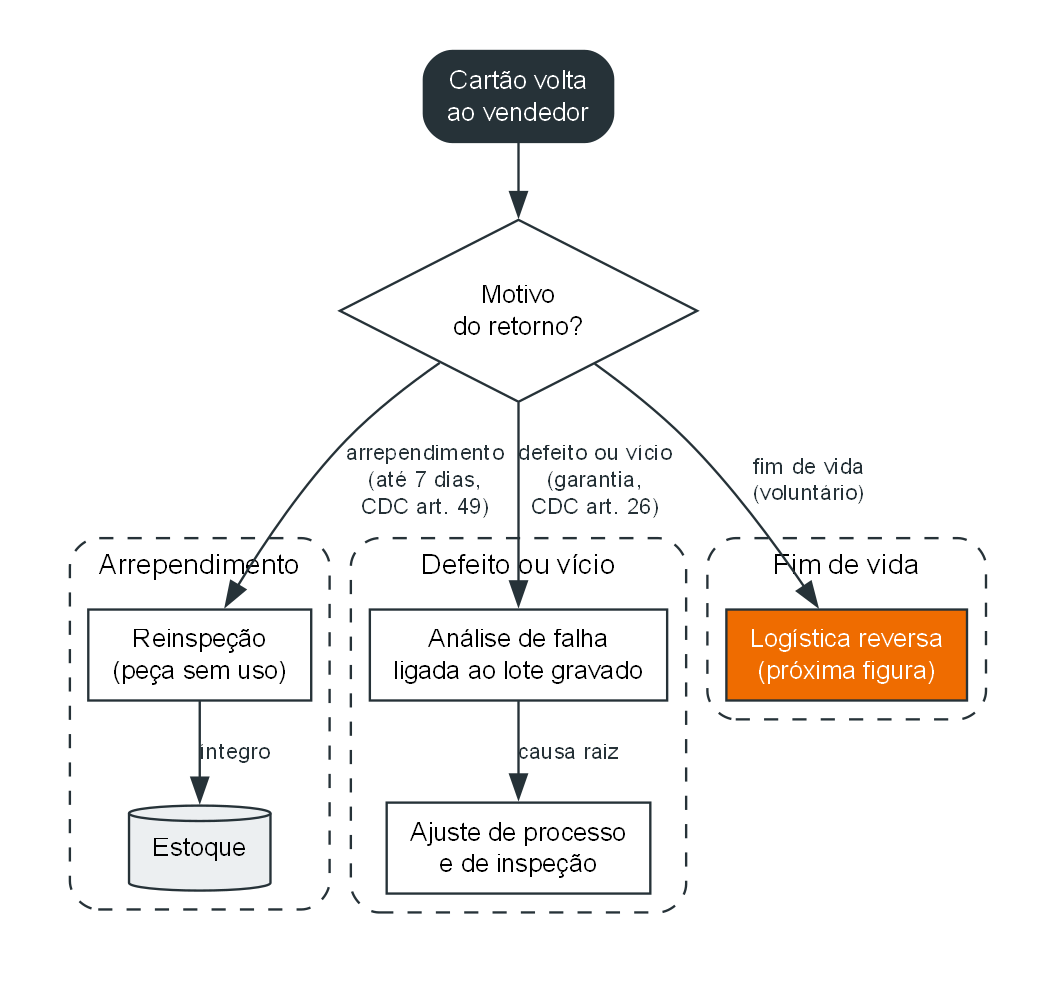 Cartão volta
ao vendedor
Motivo
do retorno?
arrependimento
(até 7 dias,
CDC art. 49)
defeito ou vício
(garantia,
CDC art. 26)
fim de vida
(voluntário)
Arrependimento
Defeito ou vício
Fim de vida
Reinspeção
(peça sem uso)
Análise de falha
ligada ao lote gravado
Logística reversa
(próxima figura)
íntegro
causa raiz
Estoque
Ajuste de processo
e de inspeção